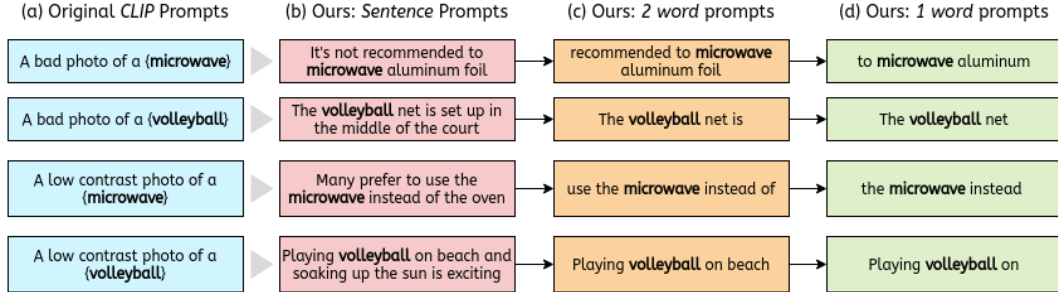 (a) Original CLIP Prompts
(b) Ours: Sentence Prompts
(c) Ours: 2 word prompts
(d) Ours: 1 word prompts
A bad photo of a {microwave}
It's not recommended to
microwave aluminum foil
recommended to microwave
aluminum foil
to microwave aluminum
A bad photo of a {volleyball}
The volleyball net is set up in
the middle of the court
The volleyball net is
The volleyball net
A low contrast photo of a
{microwave}
Many prefer to use the
microwave instead of the oven
use the microwave instead of
the microwave instead
A low contrast photo of a
{volleyball}
Playing volleyball on beach and
soaking up the sun is exciting
Playing volleyball on beach
Playing volleyball on